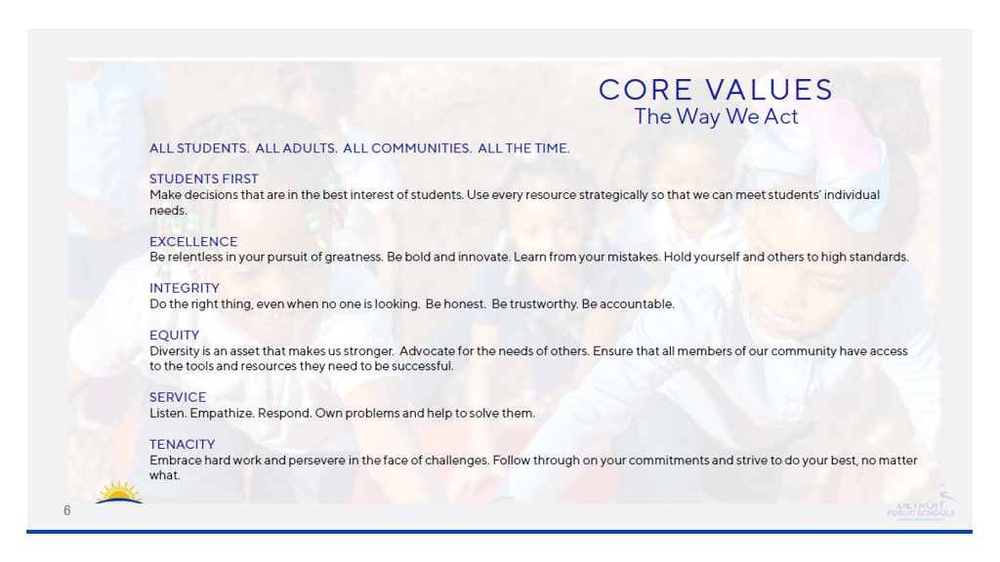 CORE VALUES
The Way We Act
ALL STUDENTS. ALL ADULTS. ALL COMMUNITIES. ALL THE TIME.
STUDENTS FIRST
Make decisions that are in the best interest of students. Use every resource strategically so that we can meet students' individual
needs.
EXCELLENCE
Be relentless in your pursuit of greatness. Be bold and innovate. Learn from your mistakes. Hold yourself and others to high standards.
INTEGRITY
Do the right thing, even when no one is looking. Be honest. Be trustworthy. Be accountable.
EQUITY
Diversity is an asset that makes us stronger. Advocate for the needs of others. Ensure that all members of our community have access
to the tools and resources they need to be successful.
SERVICE
Listen. Empathize. Respond. Own problems and help to solve them.
TENACITY
Embrace hard work and persevere in the face of challenges. Follow through on your commitments and strive to do your best, no matter
what.
6
DETROIT
PUBLIC SCHOOLS
COMMUNITY DISTRICT